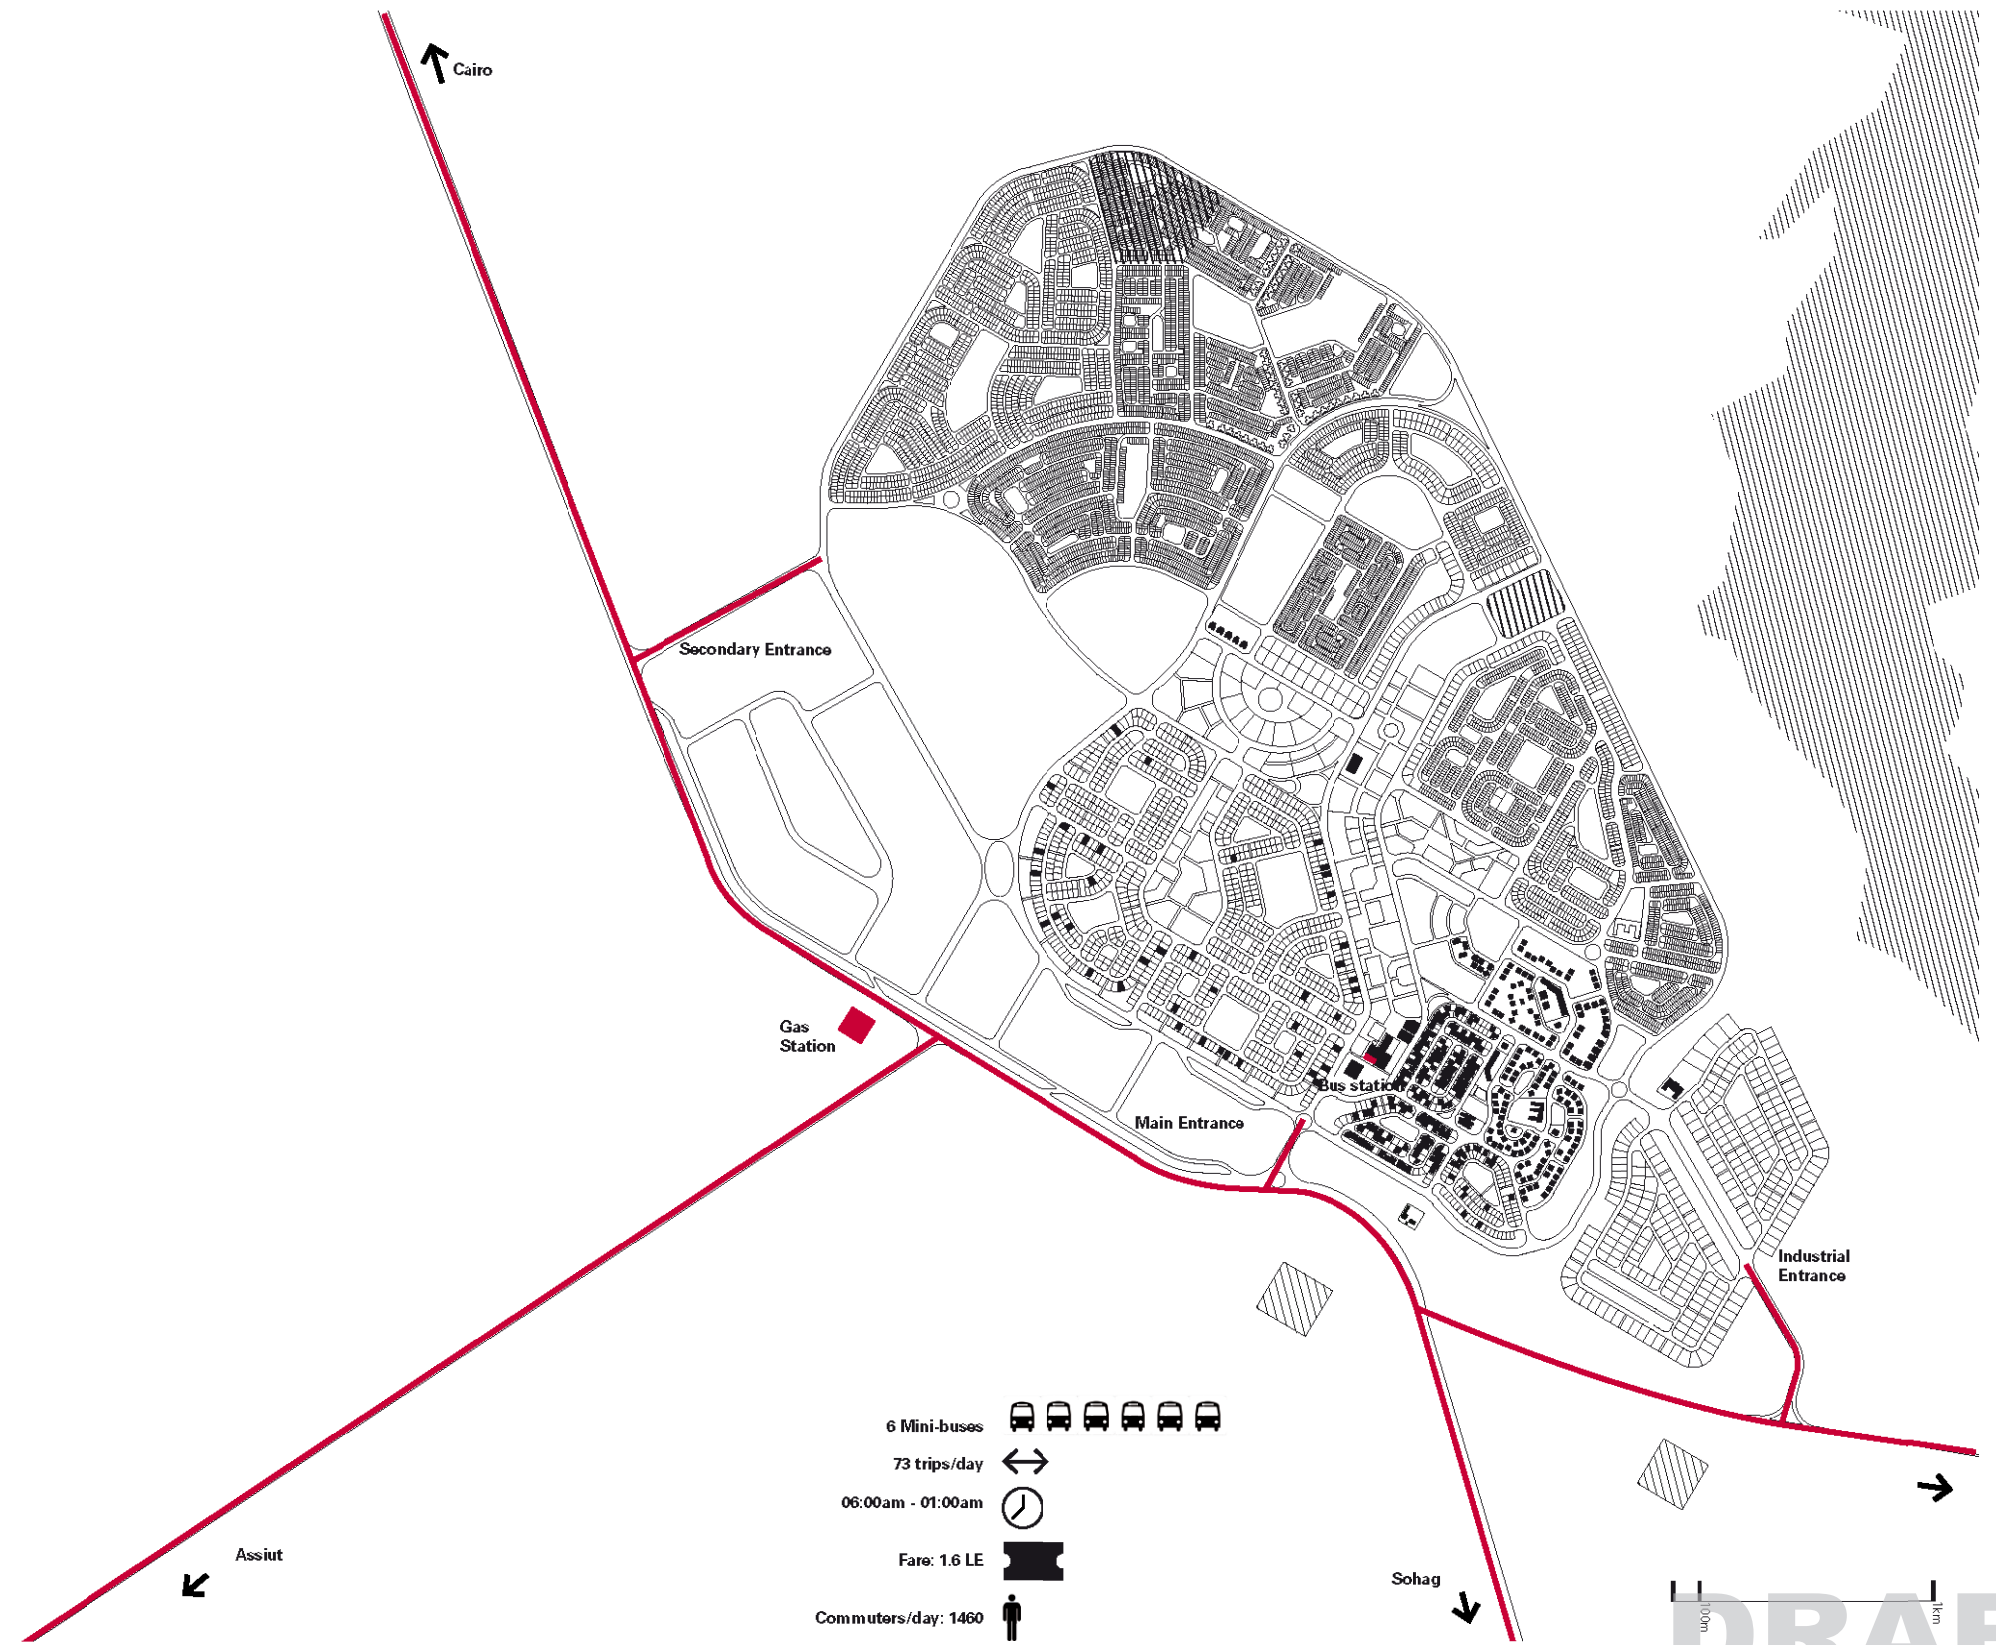 Cairo
Secondary Entrance
Gas
Station
Bus station
Main Entrance
Industrial
Entrance
6 Mini-buses
73 trips/day
06:00am - 01:00am
Fare: 1.6 LE
Commuters/day: 1460
Assiut
Sohag
100m
1km